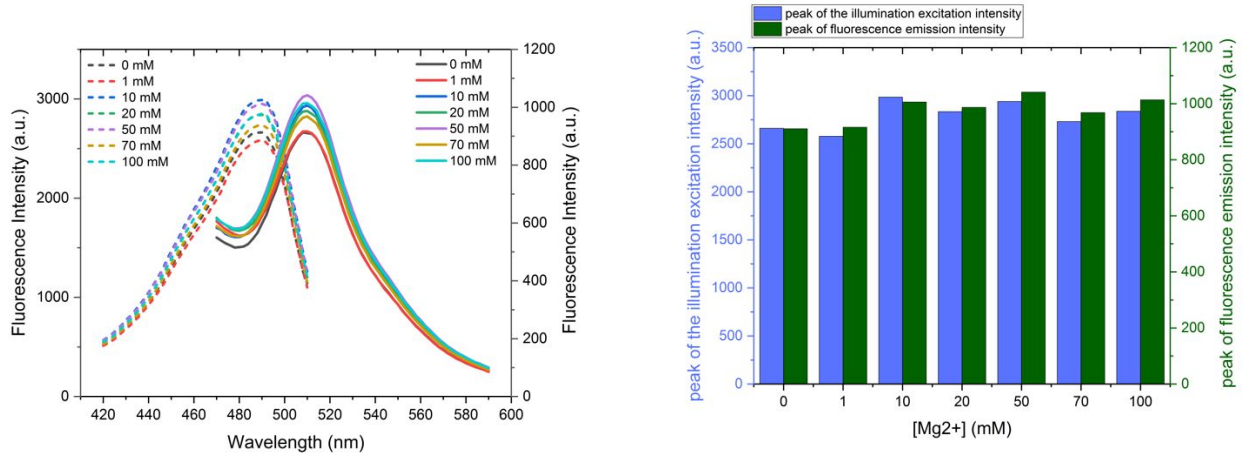 0 mM
1 mM
10 mM
20 mM
50 mM
70 mM
100 mM
0 mM
1 mM
10 mM
20 mM
50 mM
70 mM
100 mM
Fluorescence Intensity (a.u.)
3000
2000
1000
0
1200
1000
800
600
400
200
0
Fluorescence Intensity (a.u.)
420 440 460 480 500 520 540 560 580 600
Wavelength (nm)
peak of the illumination excitation intensity
peak of fluorescence emission intensity
peak of the illumination excitation intensity (a.u.)
3500
3000
2500
2000
1500
1000
500
0
1200
1000
800
600
400
200
0
peak of fluorescence emission intensity (a.u.)
0 1 10 20 50 70 100
[Mg2+] (mM)